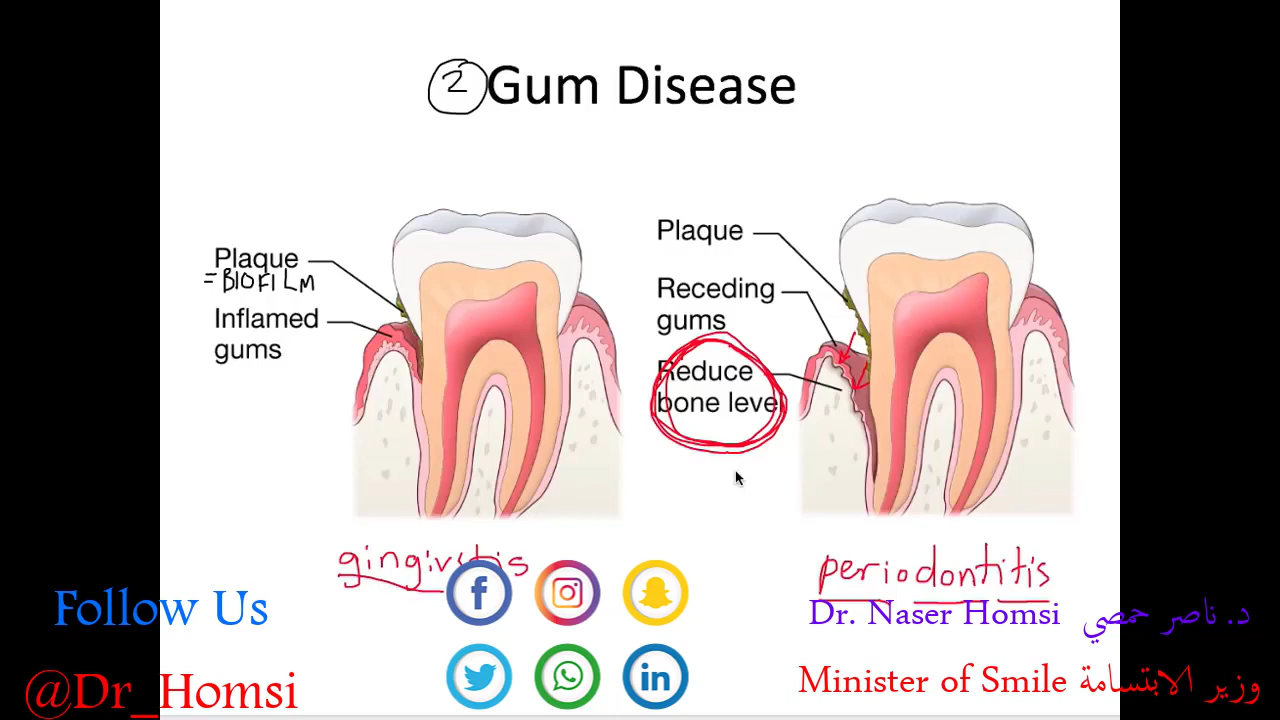 2 Gum Disease
Plaque
= BIOFILM
Inflamed
gums
Plaque
Receding
gums
Reduce
bone level
gingivitis
periodontitis
Follow Us
@Dr_Homsi
Dr. Naser Homsi د. ناصر حمصي
Minister of Smile وزير الابتسامة